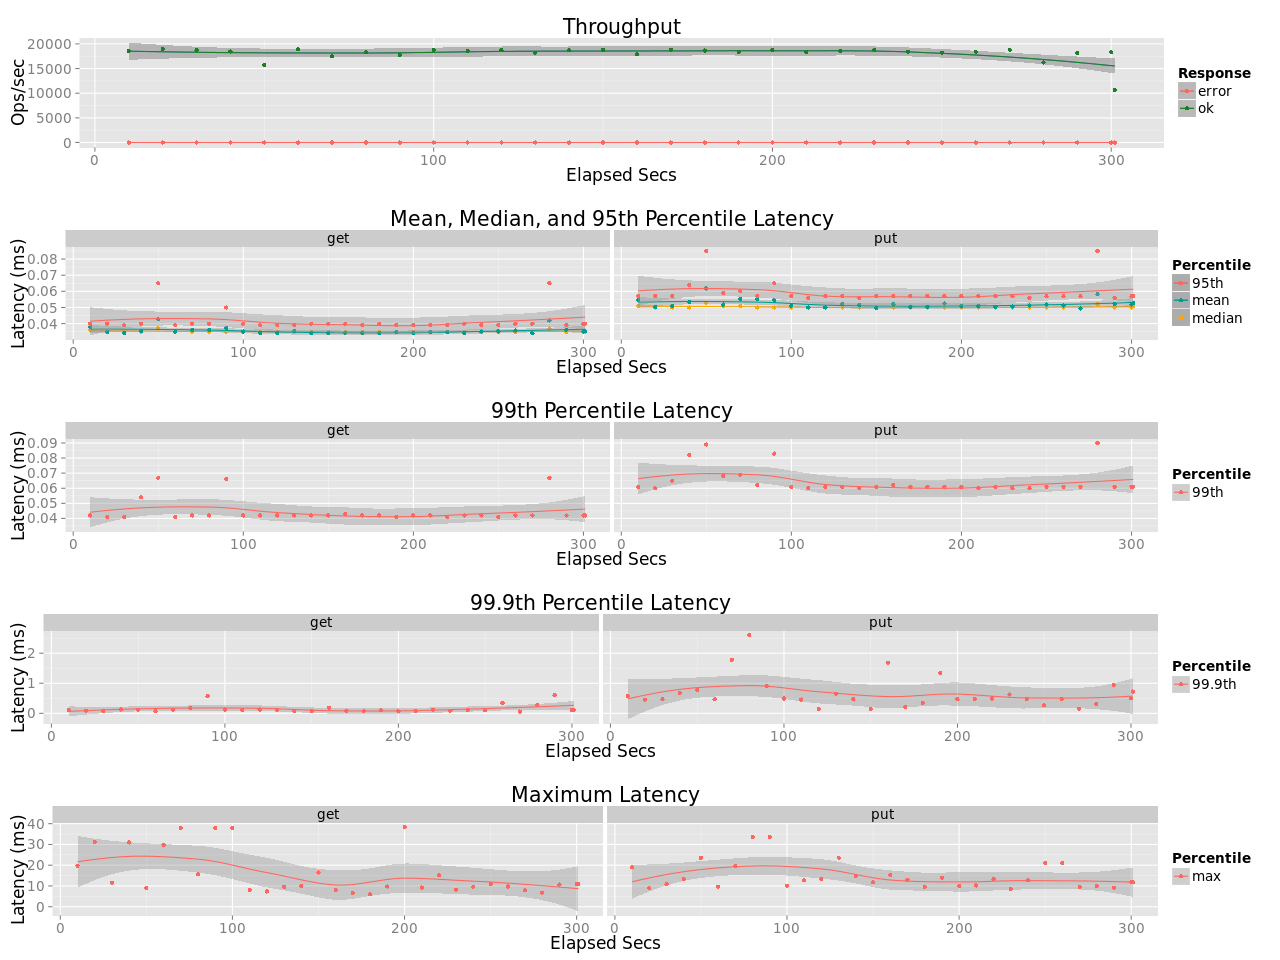 Throughput
Ops/sec
20000
15000
10000
5000
0
0 100 200 300
Elapsed Secs
Response
error
ok
Mean, Median, and 95th Percentile Latency
get put
Latency (ms)
0.08
0.07
0.06
0.05
0.04
0 100 200 300 0 100 200 300
Elapsed Secs
Percentile
95th
mean
median
99th Percentile Latency
get put
Latency (ms)
0.09
0.08
0.07
0.06
0.05
0.04
0 100 200 300 0 100 200 300
Elapsed Secs
Percentile
99th
99.9th Percentile Latency
get put
Latency (ms)
2
1
0
0 100 200 300 0 100 200 300
Elapsed Secs
Percentile
99.9th
Maximum Latency
get put
Latency (ms)
40
30
20
10
0
0 100 200 300 0 100 200 300
Elapsed Secs
Percentile
max